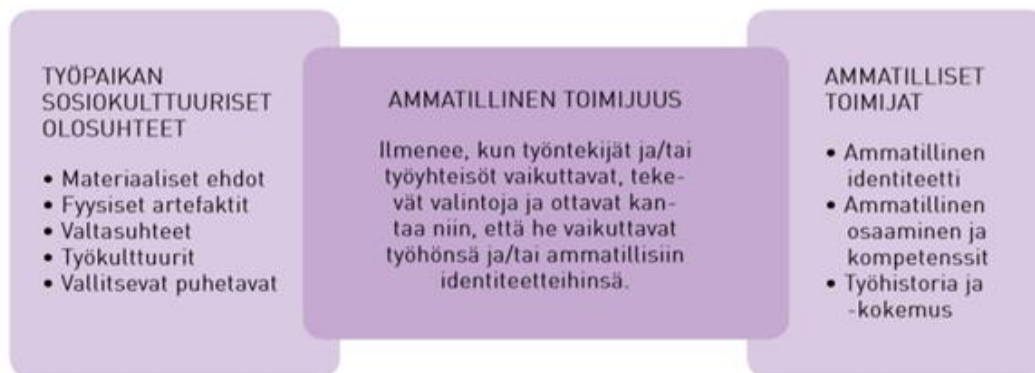 TYÖPAIKAN
SOSIOKULTTUURISET
OLOSUHTEET
• Materiaaliset ehdot
• Fyysiset artefaktit
• Valtasuhteet
• Työkulttuurit
• Vallitsevat puhetavat
AMMATILLINEN TOIMIJUUS
Ilmenee, kun työntekijät ja/tai
työyhteisöt vaikuttavat, teke-
vät valintoja ja ottavat kan-
taa niin, että he vaikuttavat
työhönsä ja/tai ammatillisiin
identiteetteihinsä.
AMMATILLISET
TOIMIJAT
• Ammatillinen
identiteetti
• Ammatillinen
osaaminen ja
kompetenssit
• Työhistoria ja
-kokemus